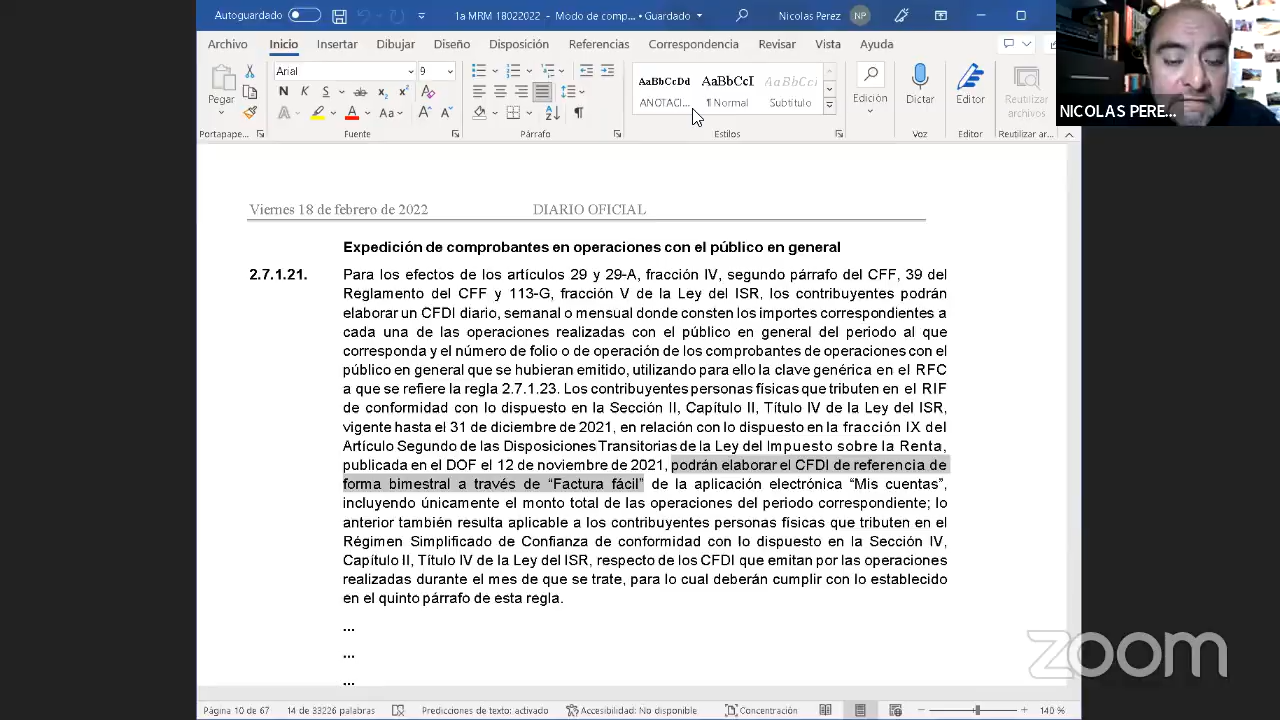 Autoguardado
1a MRM 18022022 - Modo de comp... • Guardado
Nicolas Perez
NP
Archivo
Inicio
Insertar
Dibujar
Diseño
Disposición
Referencias
Correspondencia
Revisar
Vista
Ayuda
Pegar
Arial
9
N K S
Aa
AaBbCcDd
ANOTACI...
AaBbCcI
¶ Normal
AaBbCci
Subtítulo
Edición
Dictar
Editor
Reutilizar
archivos
Portapape...
Fuente
Párrafo
Estilos
Voz
Editor
Reutilizar ar...
NICOLAS PERE...
Viernes 18 de febrero de 2022
DIARIO OFICIAL
Expedición de comprobantes en operaciones con el público en general
2.7.1.21. Para los efectos de los artículos 29 y 29-A, fracción IV, segundo párrafo del CFF, 39 del
Reglamento del CFF y 113-G, fracción V de la Ley del ISR, los contribuyentes podrán
elaborar un CFDI diario, semanal o mensual donde consten los importes correspondientes a
cada una de las operaciones realizadas con el público en general del periodo al que
corresponda y el número de folio o de operación de los comprobantes de operaciones con el
público en general que se hubieran emitido, utilizando para ello la clave genérica en el RFC
a que se refiere la regla 2.7.1.23. Los contribuyentes personas físicas que tributen en el RIF
de conformidad con lo dispuesto en la Sección II, Capítulo II, Título IV de la Ley del ISR,
vigente hasta el 31 de diciembre de 2021, en relación con lo dispuesto en la fracción IX del
Artículo Segundo de las Disposiciones Transitorias de la Ley del Impuesto sobre la Renta,
publicada en el DOF el 12 de noviembre de 2021, podrán elaborar el CFDI de referencia de
forma bimestral a través de “Factura fácil” de la aplicación electrónica “Mis cuentas”,
incluyendo únicamente el monto total de las operaciones del periodo correspondiente; lo
anterior también resulta aplicable a los contribuyentes personas físicas que tributen en el
Régimen Simplificado de Confianza de conformidad con lo dispuesto en la Sección IV,
Capítulo II, Título IV de la Ley del ISR, respecto de los CFDI que emitan por las operaciones
realizadas durante el mes de que se trate, para lo cual deberán cumplir con lo establecido
en el quinto párrafo de esta regla.
...
...
...
zoom
Página 10 de 67
14 de 33226 palabras
Predicciones de texto: activado
Accesibilidad: No disponible
Concentración
140 %